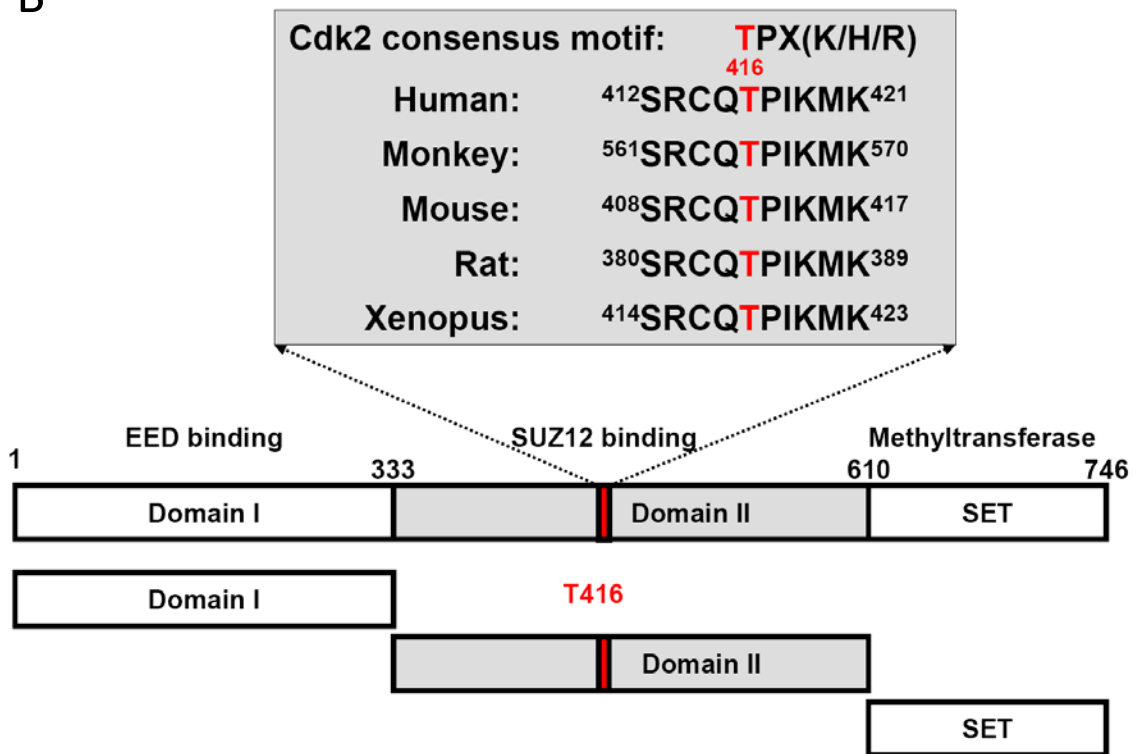 B
Cdk2 consensus motif: TPX(K/H/R)
416
Human: 412SRCQTPIKMK421
Monkey: 561SRCQTPIKMK570
Mouse: 408SRCQTPIKMK417
Rat: 380SRCQTPIKMK389
Xenopus: 414SRCQTPIKMK423
EED binding SUZ12 binding Methyltransferase
1 333 610 746
Domain I Domain II SET
Domain I T416
Domain II
SET